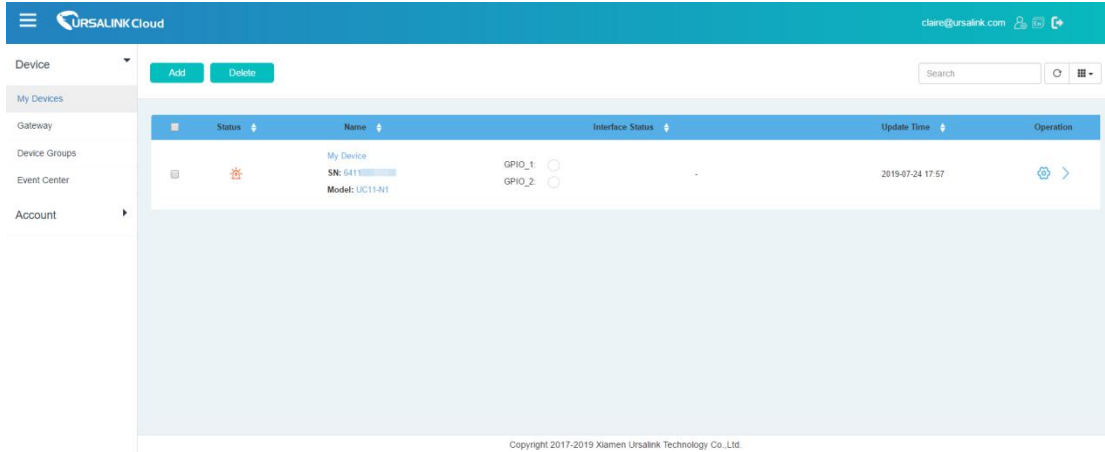 URSALINK Cloud
claire@ursalink.com
Device
Add Delete
Search
My Devices
Gateway
Status Name Interface Status Update Time Operation
Device Groups
My Device
GPIO_1:
SN: 6411
2019-07-24 17:57
Event Center
GPIO_2:
-
Model: UC11-N1
Account
Copyright 2017-2019 Xiamen Ursalink Technology Co.,Ltd.